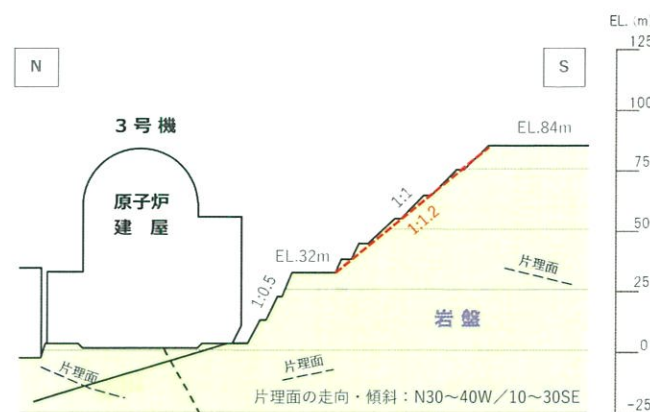 EL. (m)
N
S
125
3号機
100
EL.84m
75
原子炉
建屋
1:1
1:1.2
50
EL.32m
片理面
25
1:0.5
岩盤
0
片理面
片理面
片理面の走向・傾斜：N30～40W／10～30SE
-25